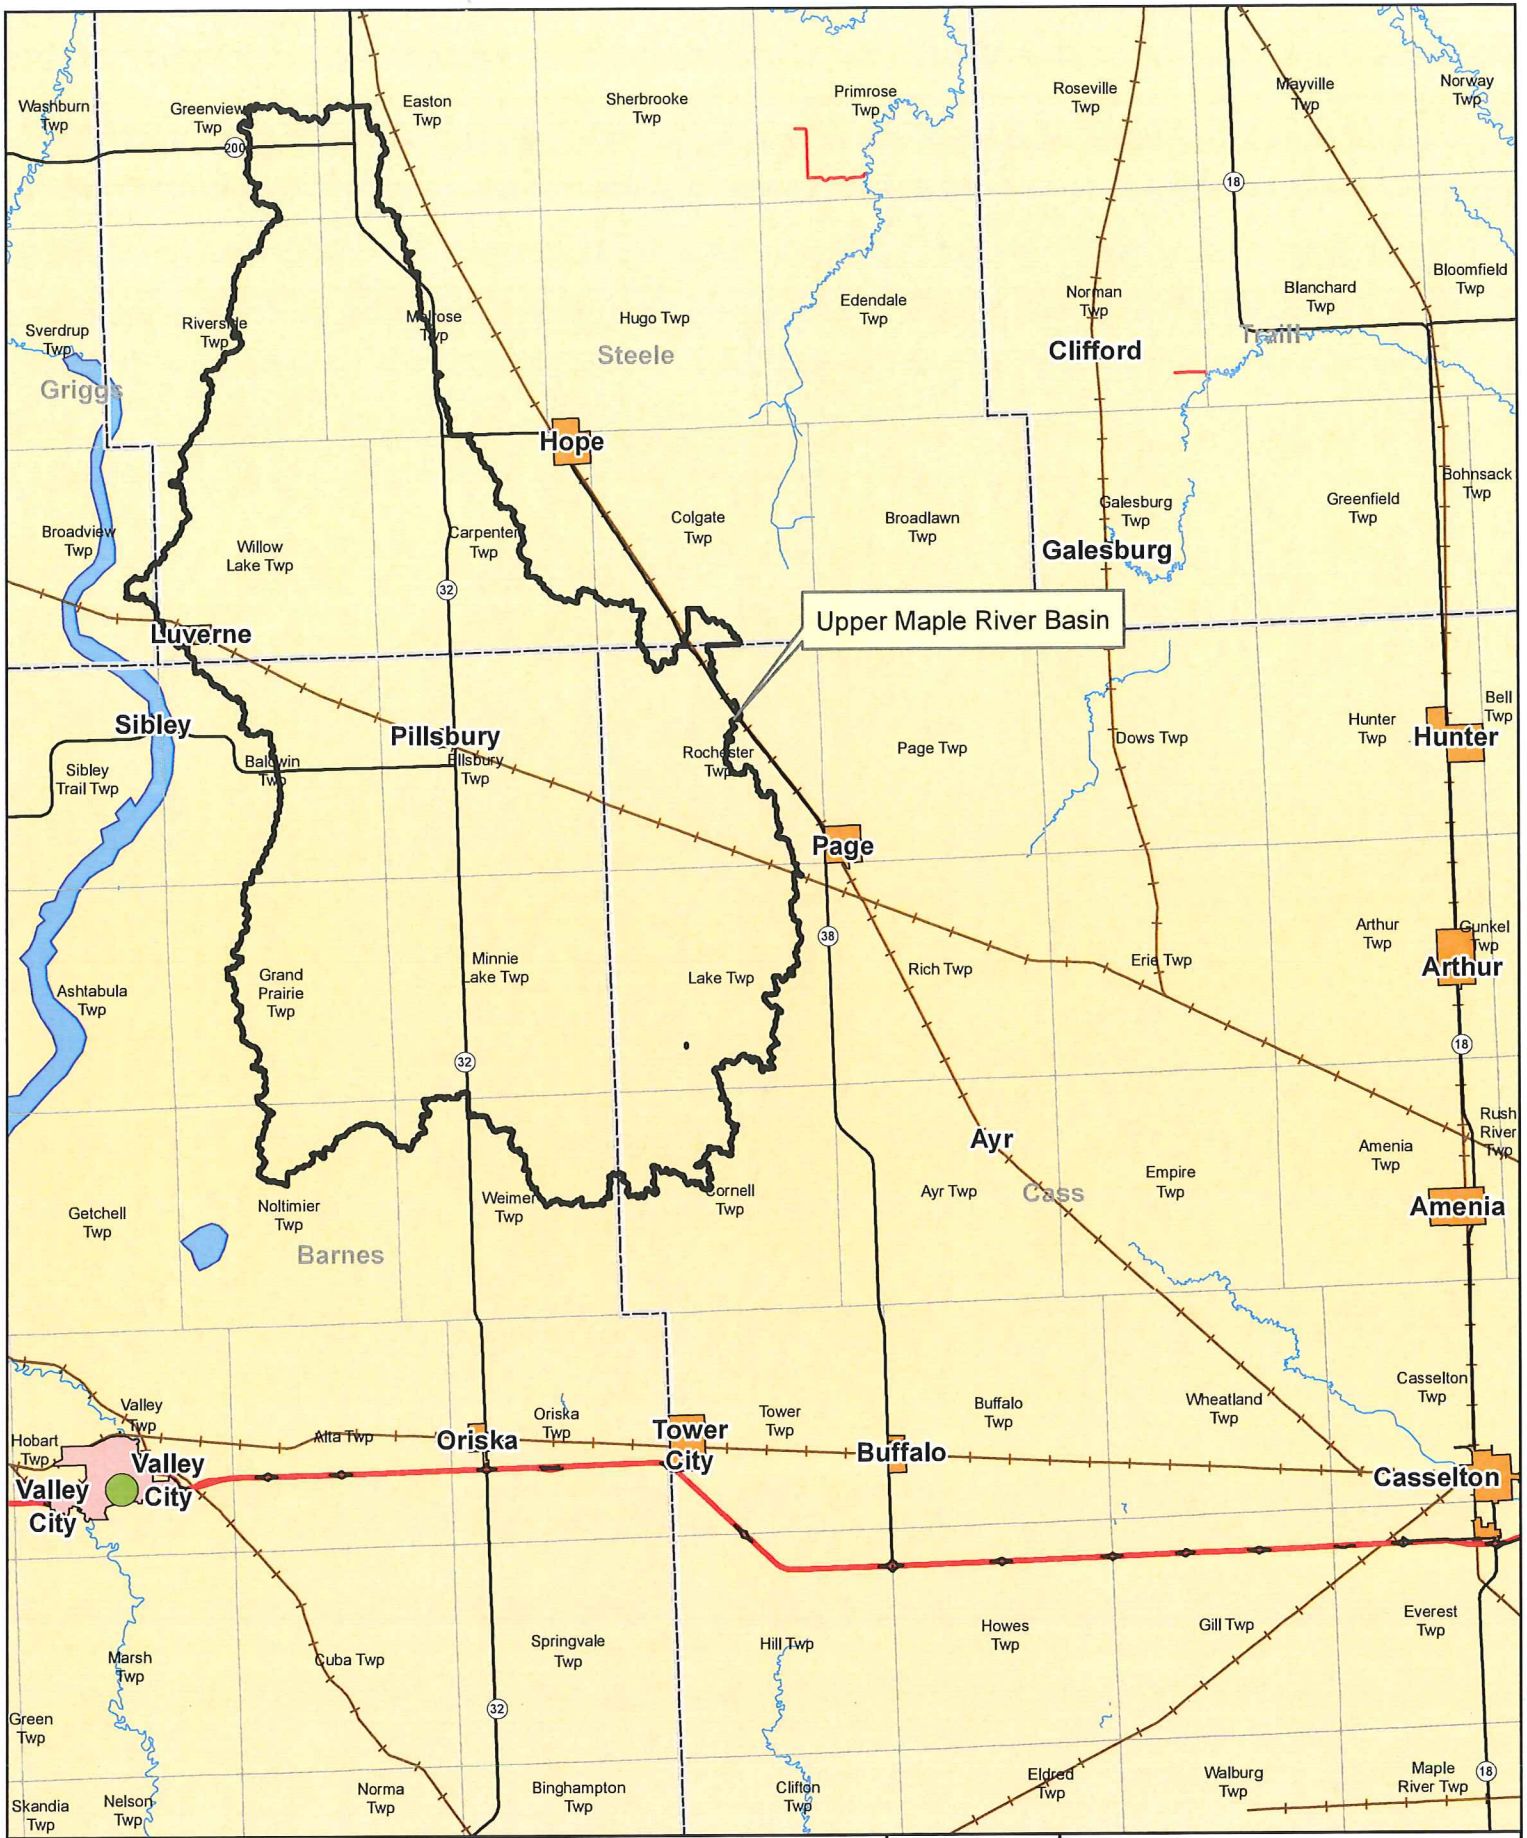 Washburn
Twp
Greenview
Twp
Easton
Twp
Sherbrooke
Twp
Primrose
Twp
Roseville
Twp
Mayville
Twp
Norway
Twp
200
18
Sverdrup
Twp
Griggs
Riverside
Twp
Melrose
Twp
Hugo Twp
Steele
Edendale
Twp
Norman
Twp
Clifford
Blanchard
Twp
Traill
Bloomfield
Twp
Hope
Broadview
Twp
Willow
Lake Twp
Carpenter
Twp
Colgate
Twp
Broadlawn
Twp
Galesburg
Twp
Galesburg
Greenfield
Twp
Bohnsack
Twp
32
Luverne
Upper Maple River Basin
Sibley
Sibley
Trail Twp
Baldwin
Twp
Pillsbury
Ellsbury
Twp
Rochester
Twp
Page Twp
Dows Twp
Hunter
Twp
Hunter
Bell
Twp
Page
38
Ashtabula
Twp
Grand
Prairie
Twp
Minnie
Lake Twp
Lake Twp
Rich Twp
Erie Twp
Arthur
Twp
Gunkel
Twp
Arthur
32
18
Ayr
Getchell
Twp
Noltimier
Twp
Barnes
Weimer
Twp
Cornell
Twp
Ayr Twp
Cass
Empire
Twp
Amenia
Twp
Rush
River
Twp
Amenia
Valley
Twp
Hobart
Twp
Valley
City
Valley
City
Alta Twp
Oriska
Oriska
Twp
Tower
City
Tower
Twp
Buffalo
Buffalo
Twp
Wheatland
Twp
Casselton
Twp
Casselton
Marsh
Twp
Cuba Twp
Springvale
Twp
Hill Twp
Howes
Twp
Gill Twp
Everest
Twp
Green
Twp
32
Skandia
Twp
Nelson
Twp
Norma
Twp
Binghampton
Twp
Clifton
Twp
Eldred
Twp
Walburg
Twp
Maple
River Twp
18